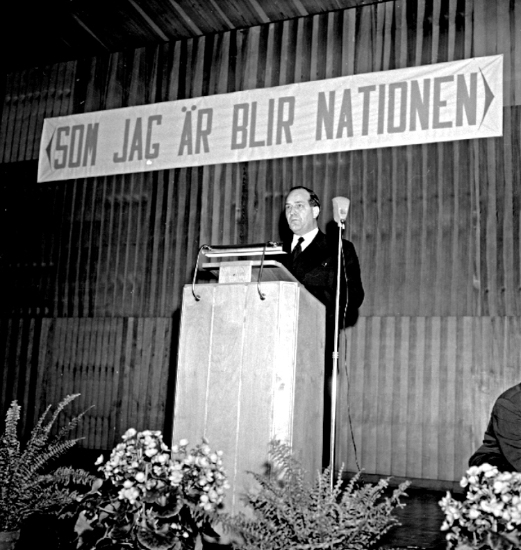 SOM JAG ÄR BLIR NATIONEN